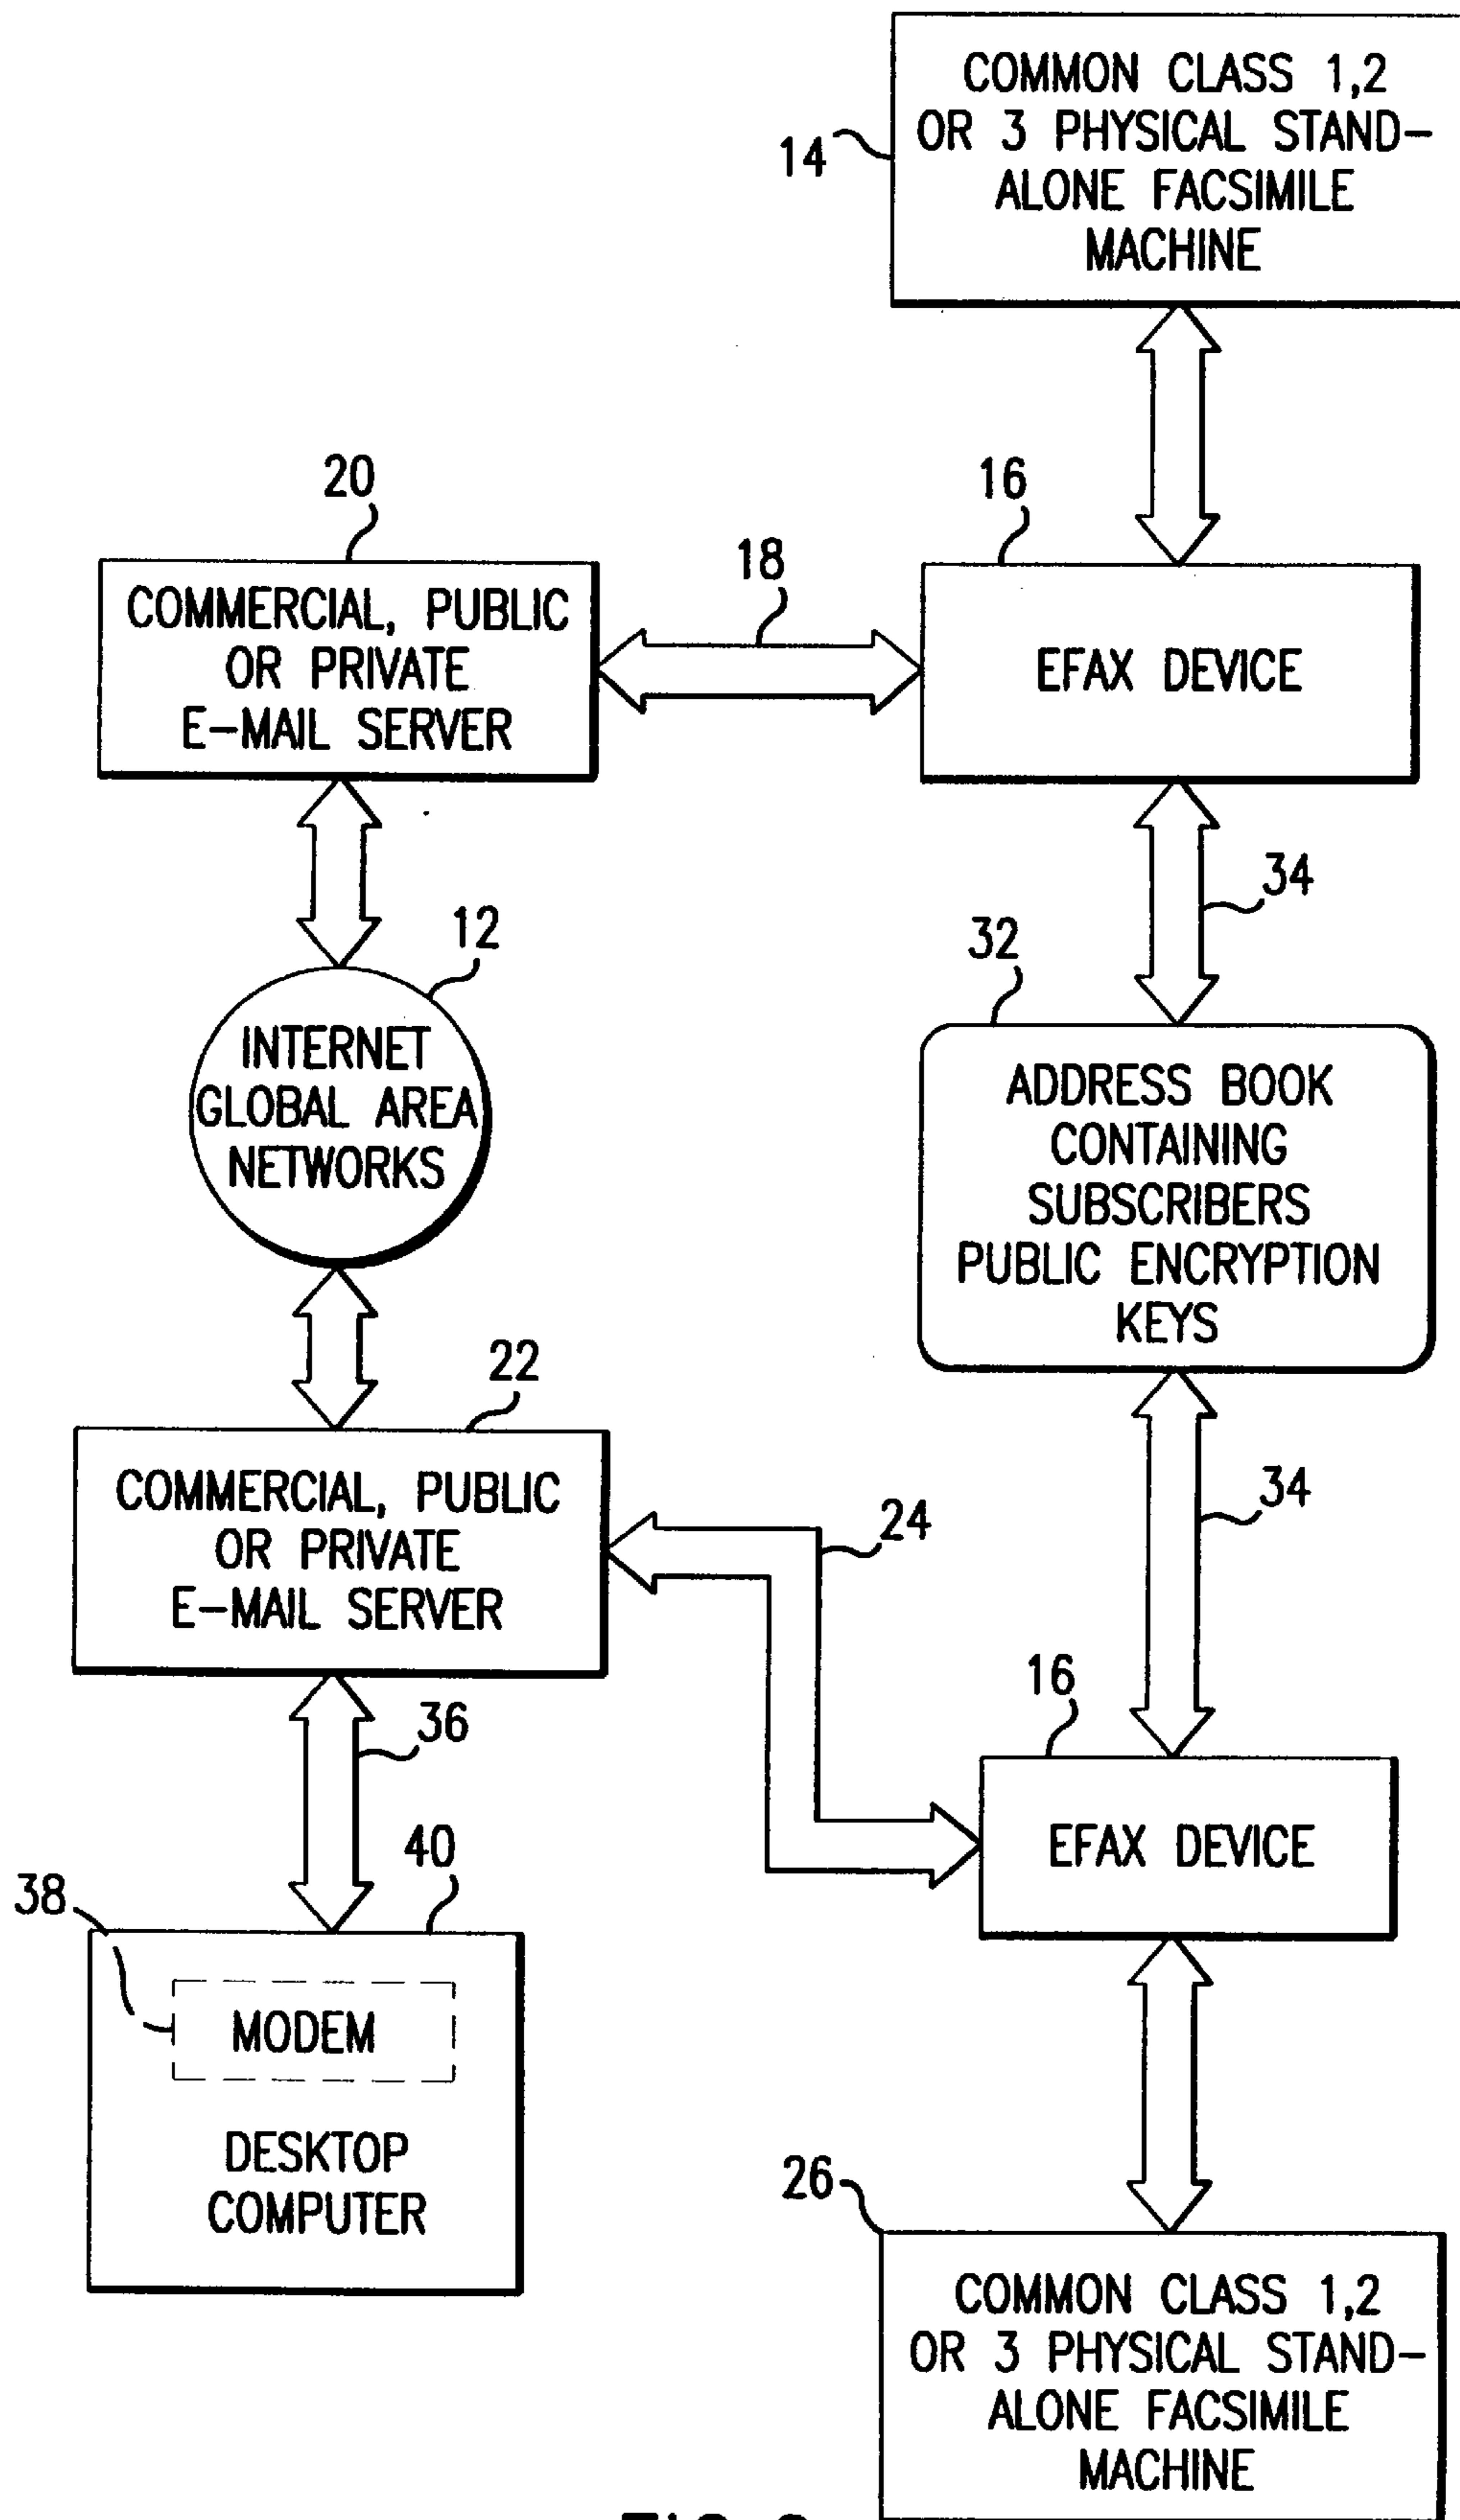 COMMON CLASS 1,2
OR 3 PHYSICAL STAND-
ALONE FACSIMILE
MACHINE
14
20
16
18
COMMERCIAL, PUBLIC
OR PRIVATE
E-MAIL SERVER
EFAX DEVICE
34
12
32
INTERNET
GLOBAL AREA
NETWORKS
ADDRESS BOOK
CONTAINING
SUBSCRIBERS
PUBLIC ENCRYPTION
KEYS
22
COMMERCIAL, PUBLIC
OR PRIVATE
E-MAIL SERVER
24
34
16
36
EFAX DEVICE
40
38
MODEM
DESKTOP
COMPUTER
26
COMMON CLASS 1,2
OR 3 PHYSICAL STAND-
ALONE FACSIMILE
MACHINE